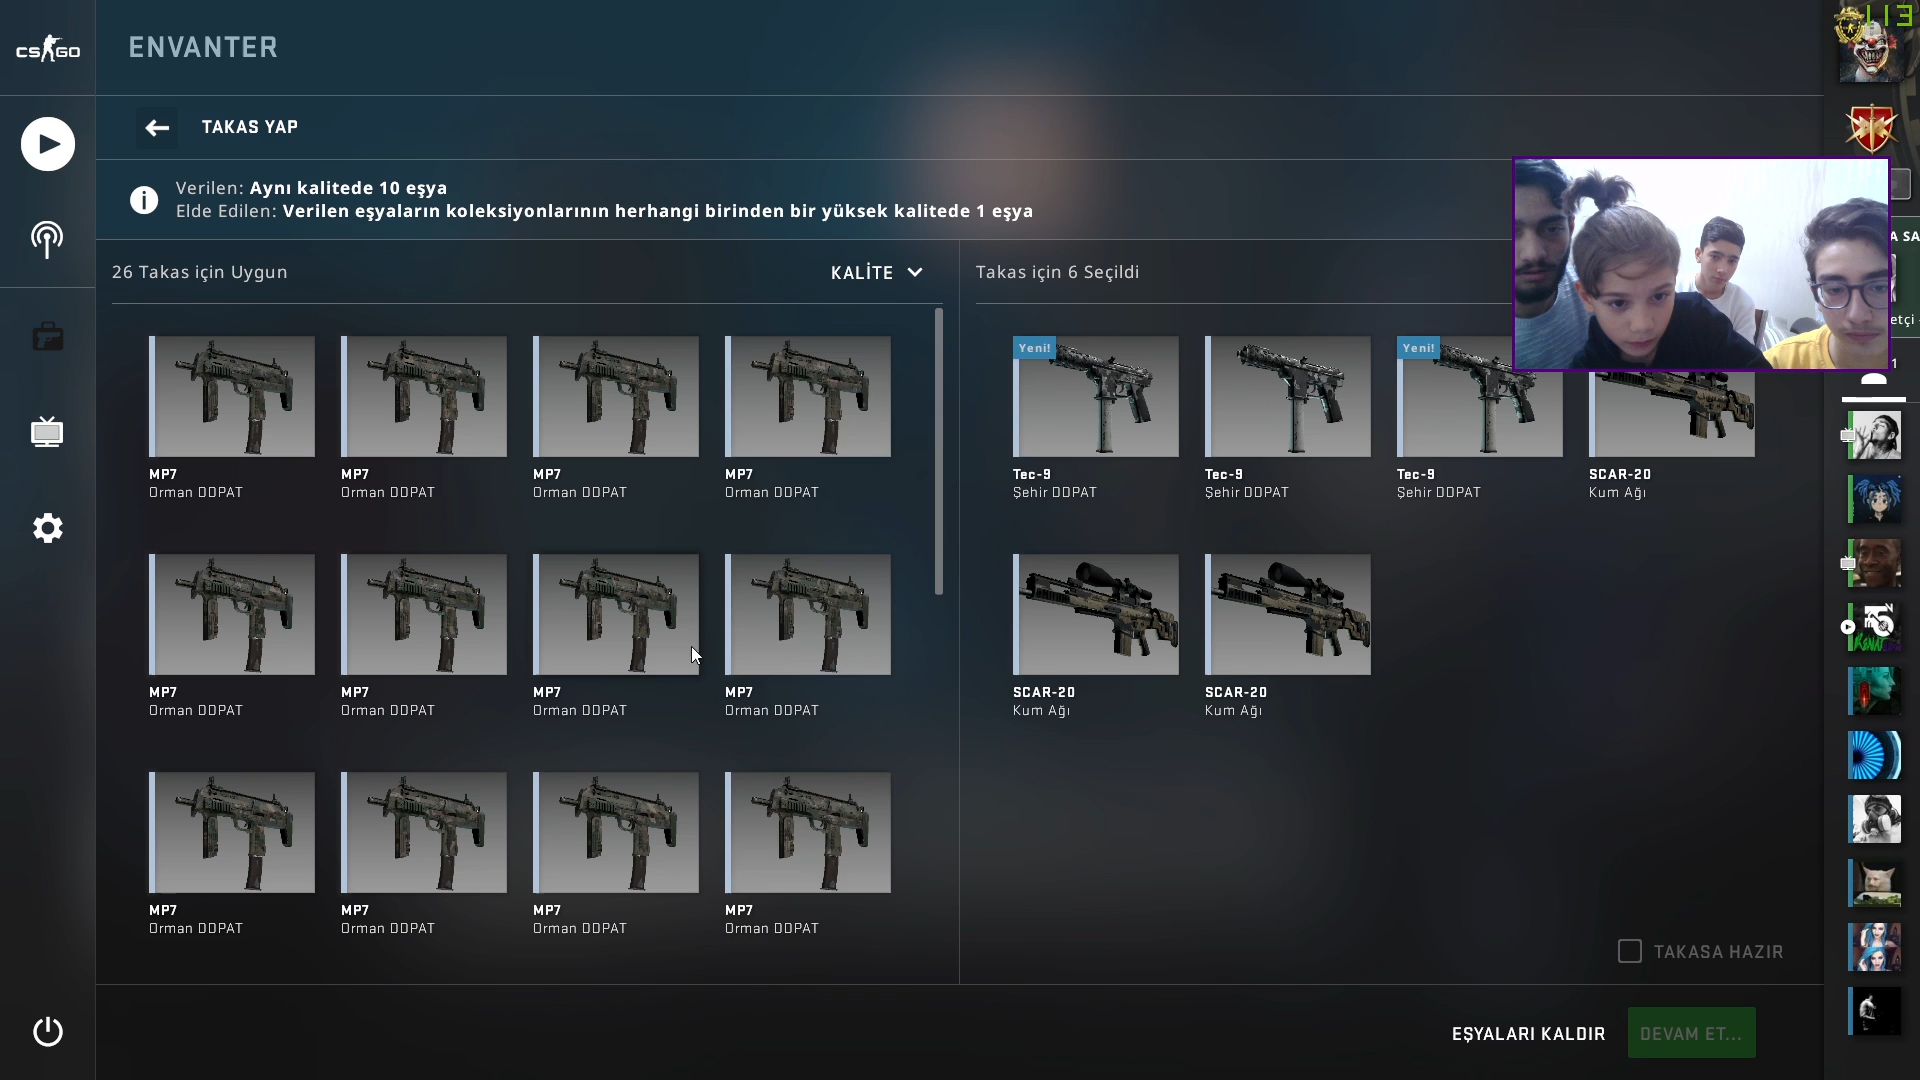 CS GO
ENVANTER
113
TAKAS YAP
Verilen: Aynı kalitede 10 eşya
Elde Edilen: Verilen eşyaların koleksiyonlarının herhangi birinden bir yüksek kalitede 1 eşya
26 Takas için Uygun
KALİTE
Takas için 6 Seçildi
A SA
etçi
1
MP7
Orman DDPAT
MP7
Orman DDPAT
MP7
Orman DDPAT
MP7
Orman DDPAT
Yeni!
Tec-9
Şehir DDPAT
Tec-9
Şehir DDPAT
Yeni!
Tec-9
Şehir DDPAT
SCAR-20
Kum Ağı
MP7
Orman DDPAT
MP7
Orman DDPAT
MP7
Orman DDPAT
MP7
Orman DDPAT
SCAR-20
Kum Ağı
SCAR-20
Kum Ağı
MP7
Orman DDPAT
MP7
Orman DDPAT
MP7
Orman DDPAT
MP7
Orman DDPAT
TAKASA HAZIR
EŞYALARI KALDIR
DEVAM ET...